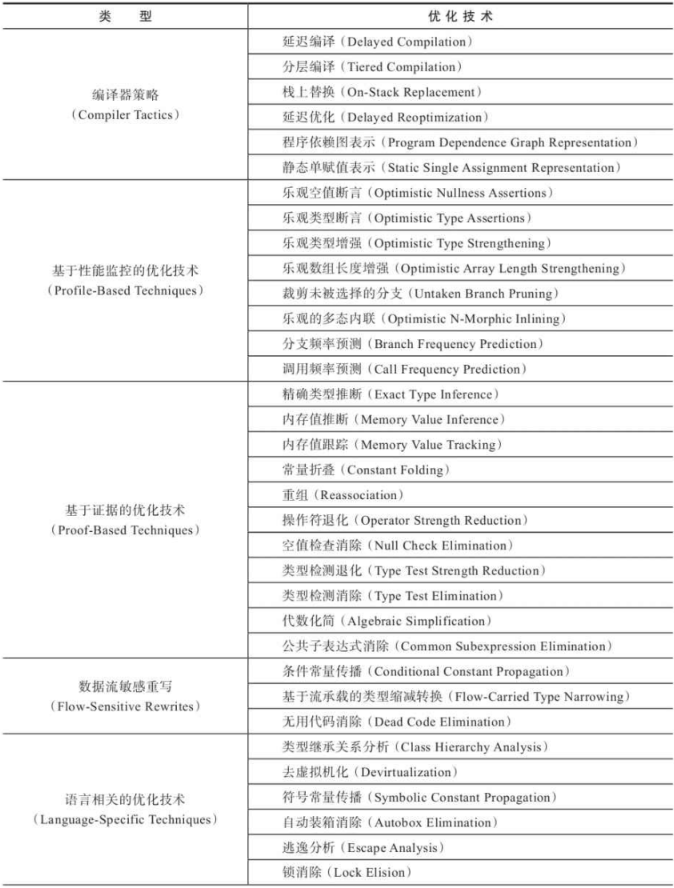 类 型 优化技术
延迟编译（Delayed Compilation）
分层编译（Tiered Compilation）
栈上替换（On-Stack Replacement）
延迟优化（Delayed Reoptimization）
程序依赖图表示（Program Dependence Graph Representation）
静态单赋值表示（Static Single Assignment Representation）
编译器策略
（Compiler Tactics）
乐观空值断言（Optimistic Nullness Assertions）
乐观类型断言（Optimistic Type Assertions）
乐观类型增强（Optimistic Type Strengthening）
乐观数组长度增强（Optimistic Array Length Strengthening）
裁剪未被选择的分支（Untaken Branch Pruning）
乐观的多态内联（Optimistic N-Morphic Inlining）
分支频率预测（Branch Frequency Prediction）
调用频率预测（Call Frequency Prediction）
基于性能监控的优化技术
（Profile-Based Techniques）
精确类型推断（Exact Type Inference）
内存值推断（Memory Value Inference）
内存值跟踪（Memory Value Tracking）
常量折叠（Constant Folding）
重组（Reassociation）
操作符退化（Operator Strength Reduction）
空值检查消除（Null Check Elimination）
类型检测退化（Type Test Strength Reduction）
类型检测消除（Type Test Elimination）
代数化简（Algebraic Simplification）
公共子表达式消除（Common Subexpression Elimination）
基于证据的优化技术
（Proof-Based Techniques）
条件常量传播（Conditional Constant Propagation）
基于流承载的类型缩减转换（Flow-Carried Type Narrowing）
无用代码消除（Dead Code Elimination）
数据流敏感重写
（Flow-Sensitive Rewrites）
类型继承关系分析（Class Hierarchy Analysis）
去虚拟机化（Devirtualization）
符号常量传播（Symbolic Constant Propagation）
自动装箱消除（Autobox Elimination）
逃逸分析（Escape Analysis）
锁消除（Lock Elision）
语言相关的优化技术
（Language-Specific Techniques）